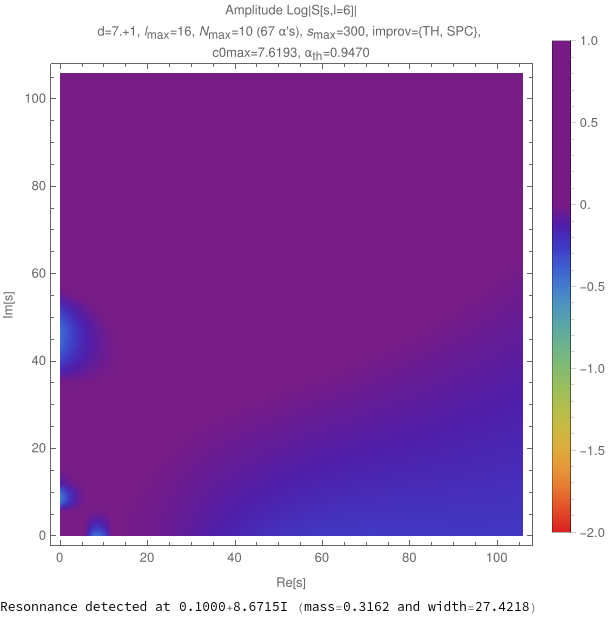 Amplitude Log|S[s,l=6]|
d=7.+1, lmax=16, Nmax=10 (67 α's), smax=300, improv={TH, SPC},
c0max=7.6193, αth=0.9470
1.0
0.5
0.
−0.5
−1.0
−1.5
−2.0
100
80
60
40
20
0
Im[s]
0 20 40 60 80 100
Re[s]
Resonnance detected at 0.1000+8.6715I (mass=0.3162 and width=27.4218)